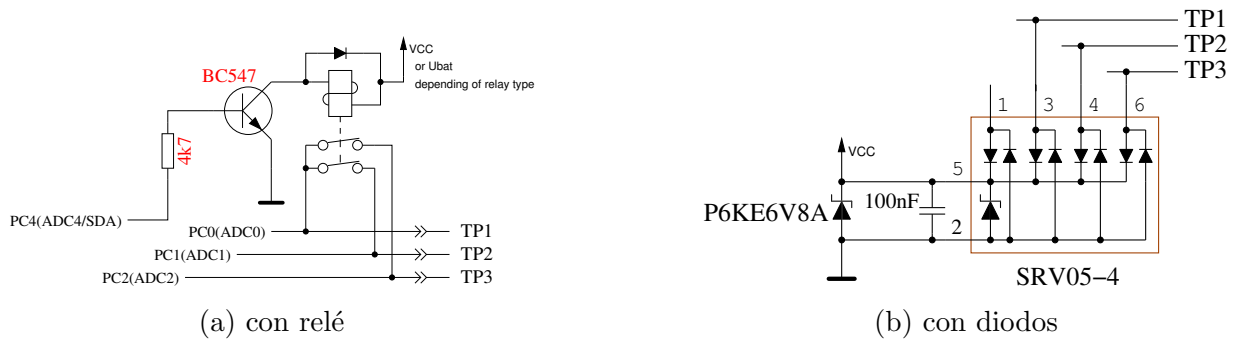 BC547
VCC
or Ubat
depending of relay type
4k7
PC4(ADC4/SDA)
PC0(ADC0)
TP1
PC1(ADC1)
TP2
PC2(ADC2)
TP3
(a) con relé
TP1
TP2
TP3
1
3
4
6
VCC
5
P6KE6V8A
100nF
2
SRV05−4
(b) con diodos